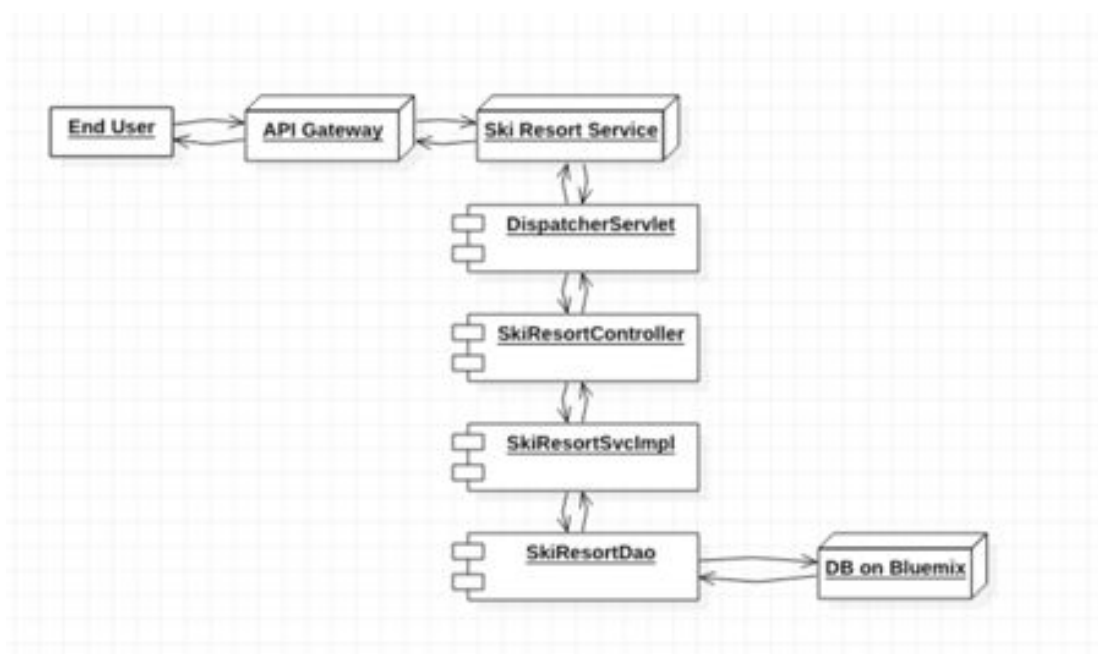 End User
API Gateway
Ski Resort Service
DispatcherServlet
SkiResortController
SkiResortSvcImpl
SkiResortDao
DB on Bluemix